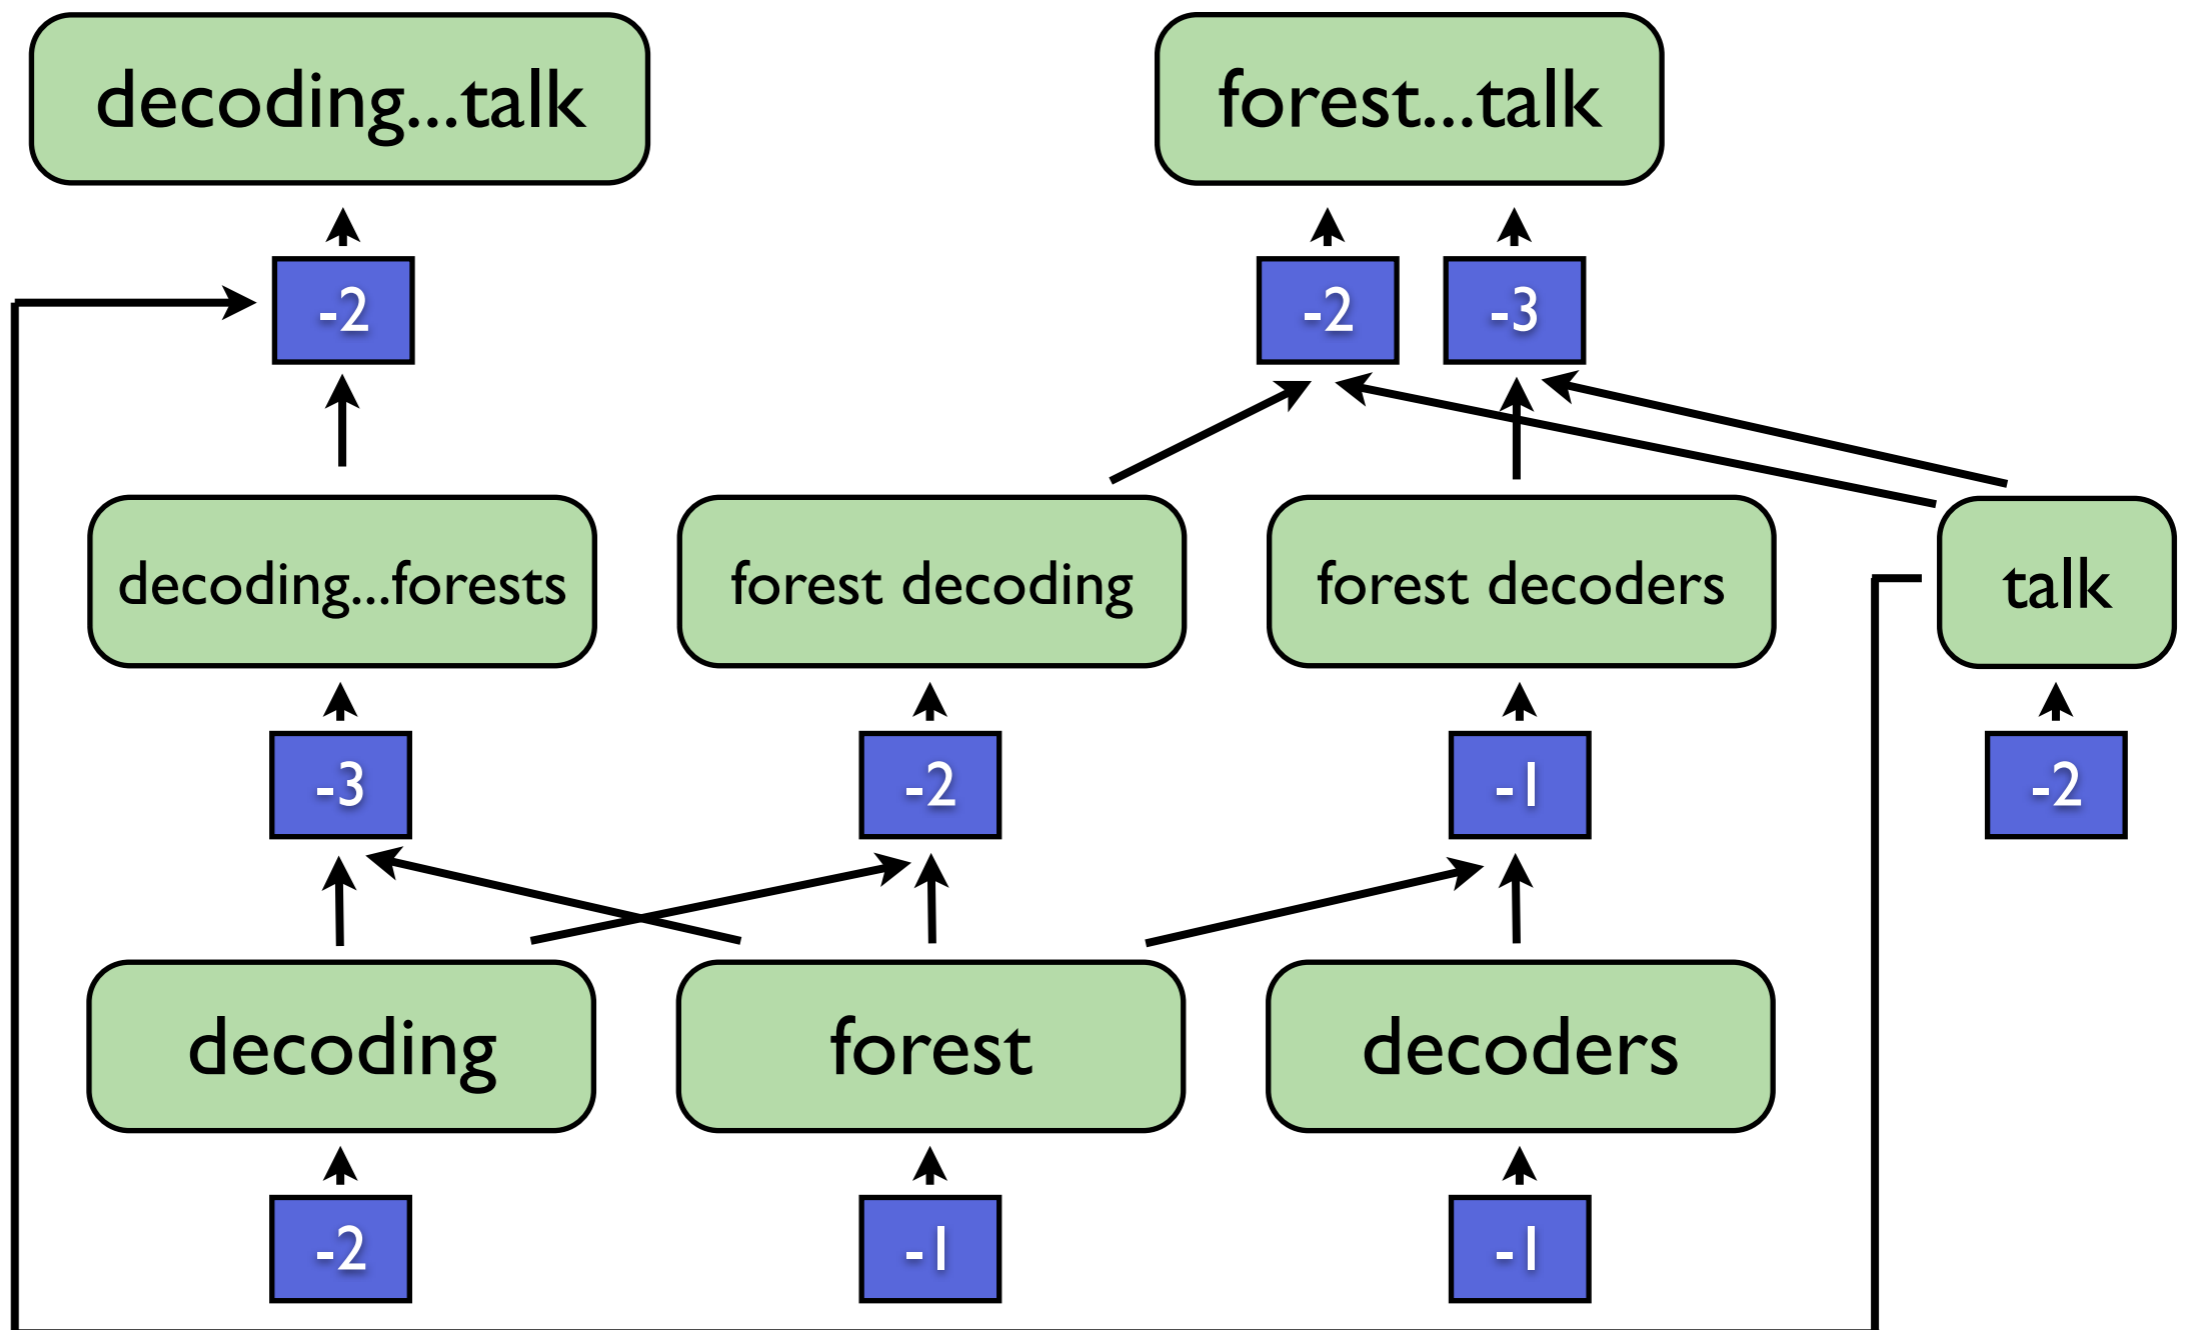 decoding...talk
forest...talk
-2
-2
-3
decoding...forests
forest decoding
forest decoders
talk
-3
-2
-1
-2
decoding
forest
decoders
-2
-1
-1